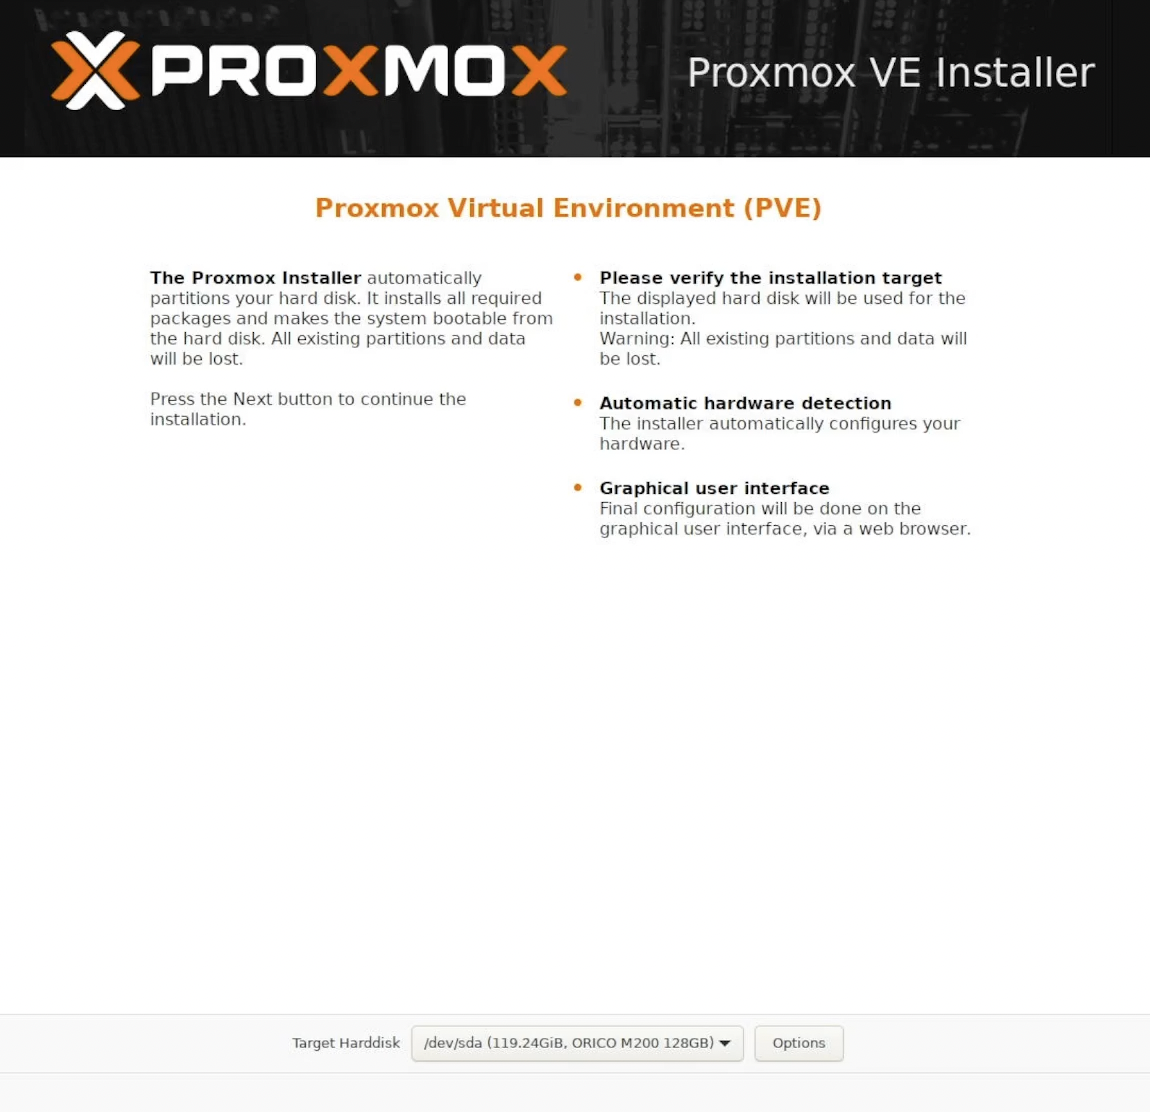 PROXMOX
Proxmox VE Installer
Proxmox Virtual Environment (PVE)
The Proxmox Installer automatically
partitions your hard disk. It installs all required
packages and makes the system bootable from
the hard disk. All existing partitions and data
will be lost.
Press the Next button to continue the
installation.
Please verify the installation target
The displayed hard disk will be used for the
installation.
Warning: All existing partitions and data will
be lost.
Automatic hardware detection
The installer automatically configures your
hardware.
Graphical user interface
Final configuration will be done on the
graphical user interface, via a web browser.
Target Harddisk /dev/sda (119.24GiB, ORICO M200 128GB) Options